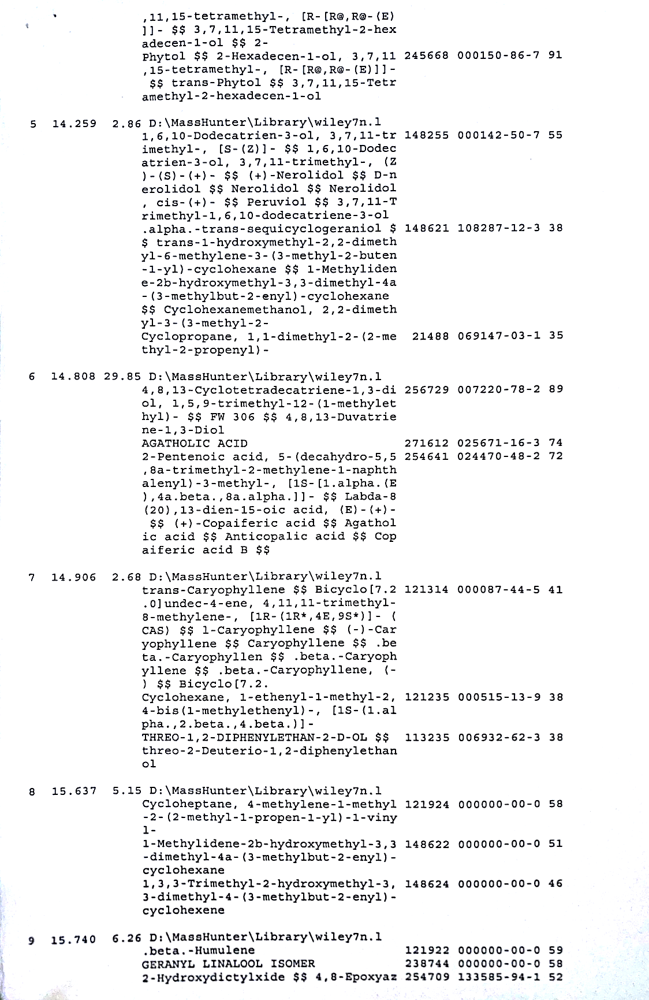 ,11,15-tetramethyl-, [R-[R@,R@-(E)
]]- $$ 3,7,11,15-Tetramethyl-2-hex
adecen-1-ol $$ 2-
Phytol $$ 2-Hexadecen-1-ol, 3,7,11 245668 000150-86-7 91
,15-tetramethyl-, [R-[R@,R@-(E)]]-
$$ trans-Phytol $$ 3,7,11,15-Tetr
amethyl-2-hexadecen-1-ol
5 14.259 2.86 D:\MassHunter\Library\wiley7n.l
1,6,10-Dodecatrien-3-ol, 3,7,11-tr 148255 000142-50-7 55
imethyl-, [S-(Z)]- $$ 1,6,10-Dodec
atrien-3-ol, 3,7,11-trimethyl-, (Z
)-(S)-(+)- $$ (+)-Nerolidol $$ D-n
erolidol $$ Nerolidol $$ Nerolidol
, cis-(+)- $$ Peruviol $$ 3,7,11-T
rimethyl-1,6,10-dodecatriene-3-ol
.alpha.-trans-sequicyclogeraniol $ 148621 108287-12-3 38
$ trans-1-hydroxymethyl-2,2-dimeth
yl-6-methylene-3-(3-methyl-2-buten
-1-yl)-cyclohexane $$ 1-Methyliden
e-2b-hydroxymethyl-3,3-dimethyl-4a
-(3-methylbut-2-enyl)-cyclohexane
$$ Cyclohexanemethanol, 2,2-dimeth
yl-3-(3-methyl-2-
Cyclopropane, 1,1-dimethyl-2-(2-me 21488 069147-03-1 35
thyl-2-propenyl)-
6 14.808 29.85 D:\MassHunter\Library\wiley7n.l
4,8,13-Cyclotetradecatriene-1,3-di 256729 007220-78-2 89
ol, 1,5,9-trimethyl-12-(1-methylet
hyl)- $$ FW 306 $$ 4,8,13-Duvatrie
ne-1,3-Diol
AGATHOLIC ACID 271612 025671-16-3 74
2-Pentenoic acid, 5-(decahydro-5,5 254641 024470-48-2 72
,8a-trimethyl-2-methylene-1-naphth
alenyl)-3-methyl-, [1S-[1.alpha.(E
),4a.beta.,8a.alpha.]]- $$ Labda-8
(20),13-dien-15-oic acid, (E)-(+)-
$$ (+)-Copaiferic acid $$ Agathol
ic acid $$ Anticopalic acid $$ Cop
aiferic acid B $$
7 14.906 2.68 D:\MassHunter\Library\wiley7n.l
trans-Caryophyllene $$ Bicyclo[7.2 121314 000087-44-5 41
.0]undec-4-ene, 4,11,11-trimethyl-
8-methylene-, [1R-(1R*,4E,9S*)]- (
CAS) $$ l-Caryophyllene $$ (-)-Car
yophyllene $$ Caryophyllene $$ .be
ta.-Caryophyllen $$ .beta.-Caryoph
yllene $$ .beta.-Caryophyllene, (-
) $$ Bicyclo[7.2.
Cyclohexane, 1-ethenyl-1-methyl-2, 121235 000515-13-9 38
4-bis(1-methylethenyl)-, [1S-(1.al
pha.,2.beta.,4.beta.)]-
THREO-1,2-DIPHENYLETHAN-2-D-OL $$ 113235 006932-62-3 38
threo-2-Deuterio-1,2-diphenylethan
ol
8 15.637 5.15 D:\MassHunter\Library\wiley7n.l
Cycloheptane, 4-methylene-1-methyl 121924 000000-00-0 58
-2-(2-methyl-1-propen-1-yl)-1-viny
l-
1-Methylidene-2b-hydroxymethyl-3,3 148622 000000-00-0 51
-dimethyl-4a-(3-methylbut-2-enyl)-
cyclohexane
1,3,3-Trimethyl-2-hydroxymethyl-3, 148624 000000-00-0 46
3-dimethyl-4-(3-methylbut-2-enyl)-
cyclohexene
9 15.740 6.26 D:\MassHunter\Library\wiley7n.l
.beta.-Humulene 121922 000000-00-0 59
GERANYL LINALOOL ISOMER 238744 000000-00-0 58
2-Hydroxydictylxide $$ 4,8-Epoxyaz 254709 133585-94-1 52